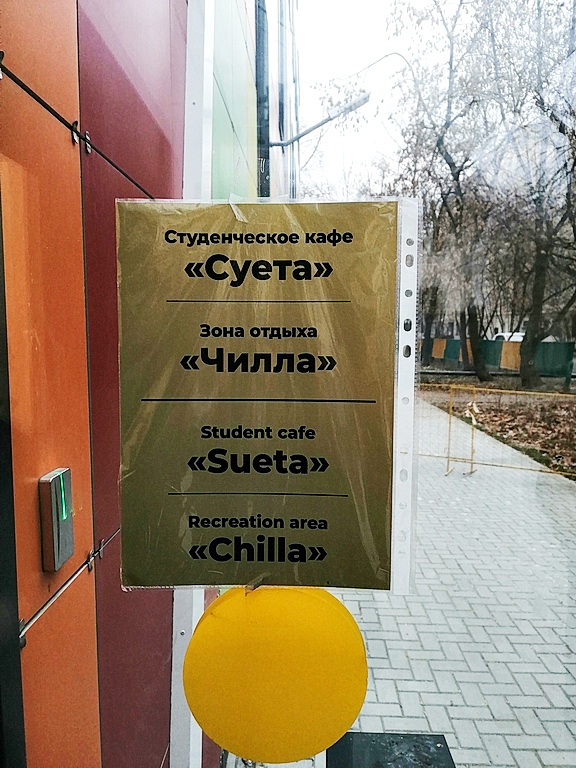 Студенческое кафе
«Суета»
Зона отдыха
«Чилла»
Student cafe
«Sueta»
Recreation area
«Chilla»